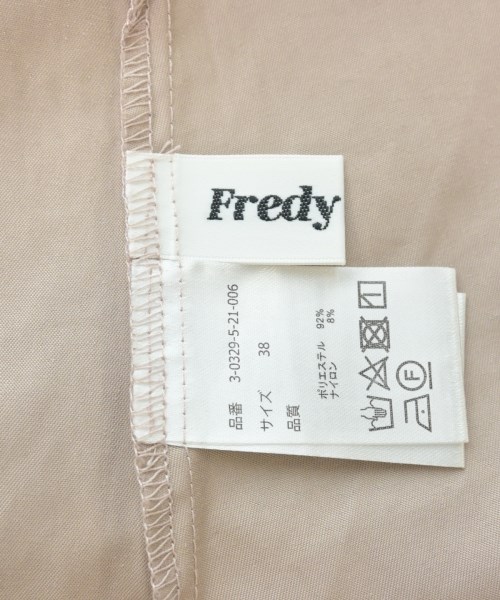 Fredy
品番 3-0329-5-21-006
サイズ 38
品質 ポリエステル 92%
ナイロン 8%
F